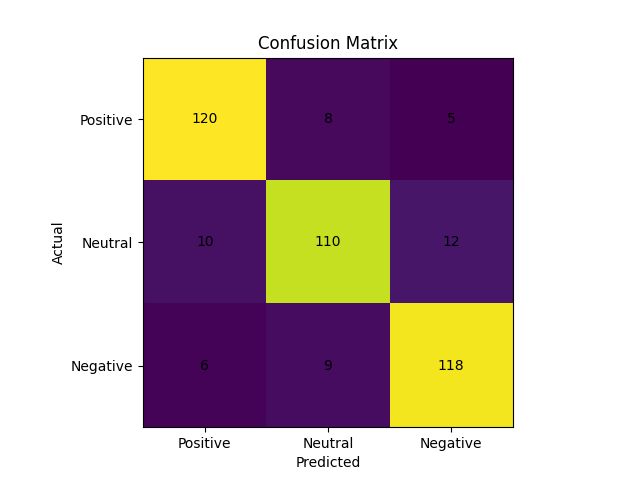 Confusion Matrix
Positive 120 8 5
Neutral 10 110 12
Negative 6 9 118
Actual
Positive Neutral Negative
Predicted